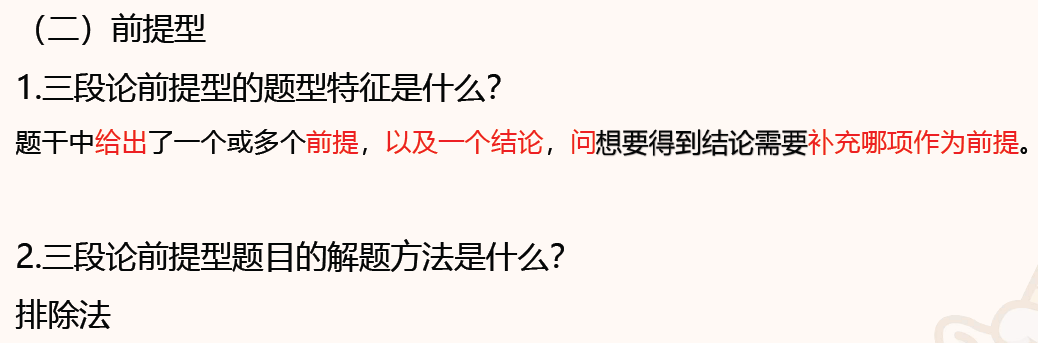 （二）前提型
1.三段论前提型的题型特征是什么？
题干中给出了一个或多个前提，以及一个结论，问想要得到结论需要补充哪项作为前提。
2.三段论前提型题目的解题方法是什么？
排除法